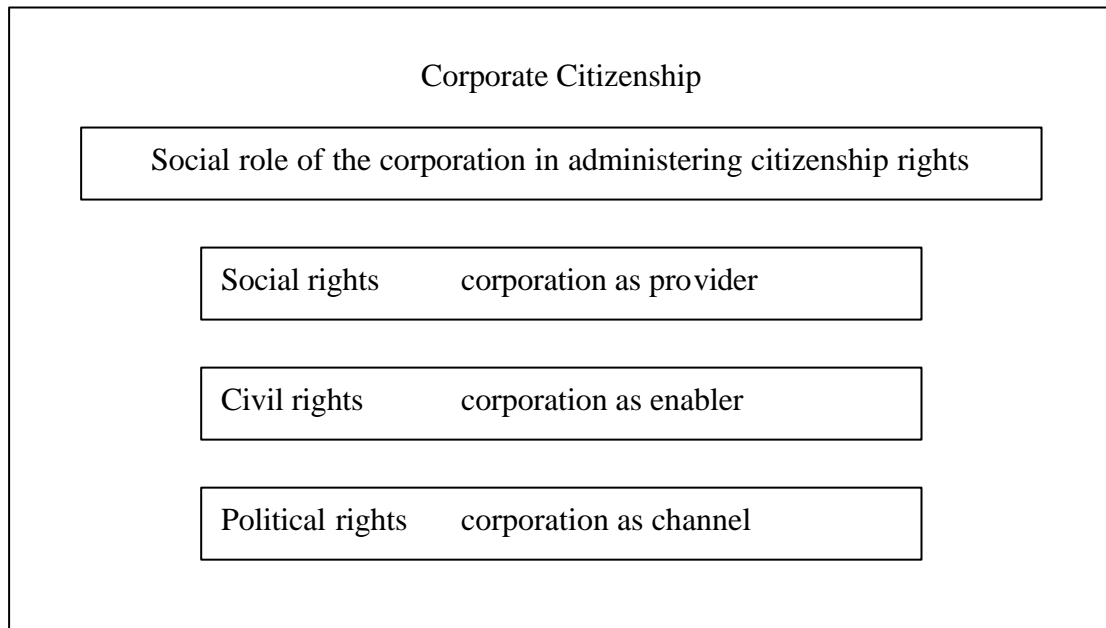 Corporate Citizenship
Social role of the corporation in administering citizenship rights
Social rights corporation as provider
Civil rights corporation as enabler
Political rights corporation as channel